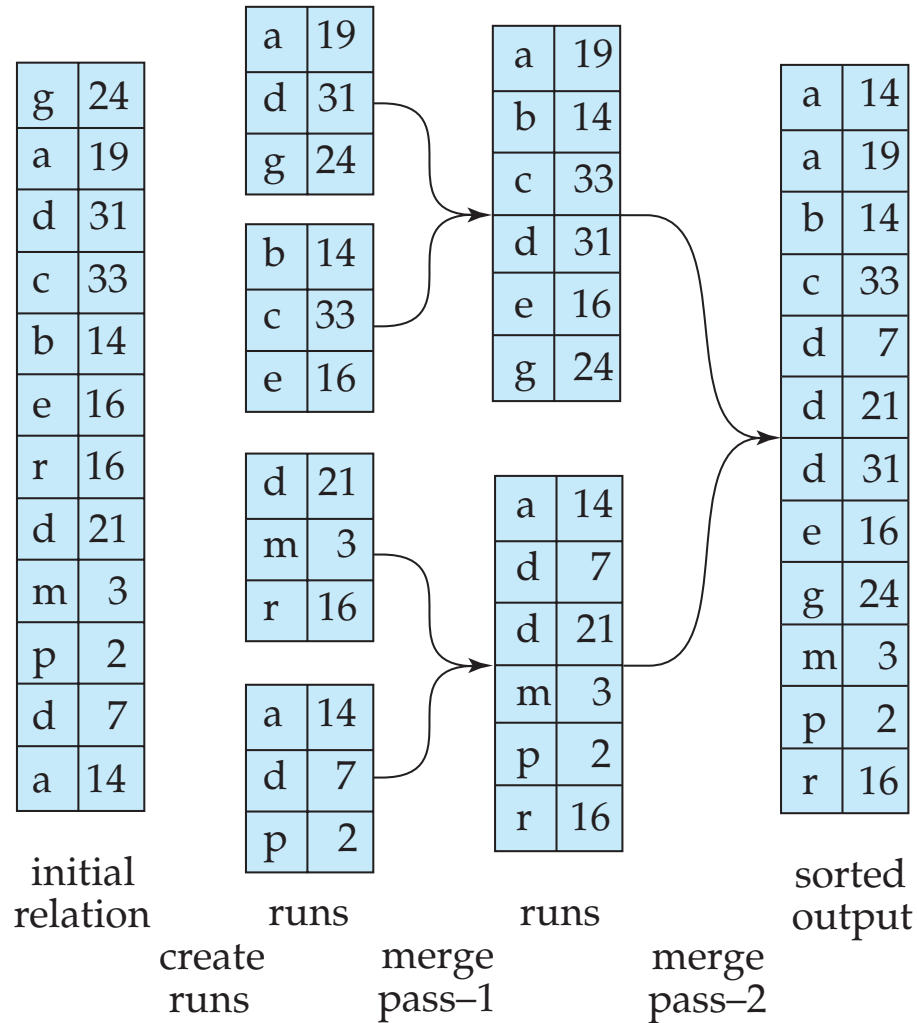 g 24
a 19
d 31
c 33
b 14
e 16
r 16
d 21
m 3
p 2
d 7
a 14
initial
relation
a 19
d 31
g 24
b 14
c 33
e 16
d 21
m 3
r 16
a 14
d 7
p 2
runs
create
runs
a 19
b 14
c 33
d 31
e 16
g 24
a 14
d 7
d 21
m 3
p 2
r 16
runs
merge
pass–1
a 14
a 19
b 14
c 33
d 7
d 21
d 31
e 16
g 24
m 3
p 2
r 16
sorted
output
merge
pass–2